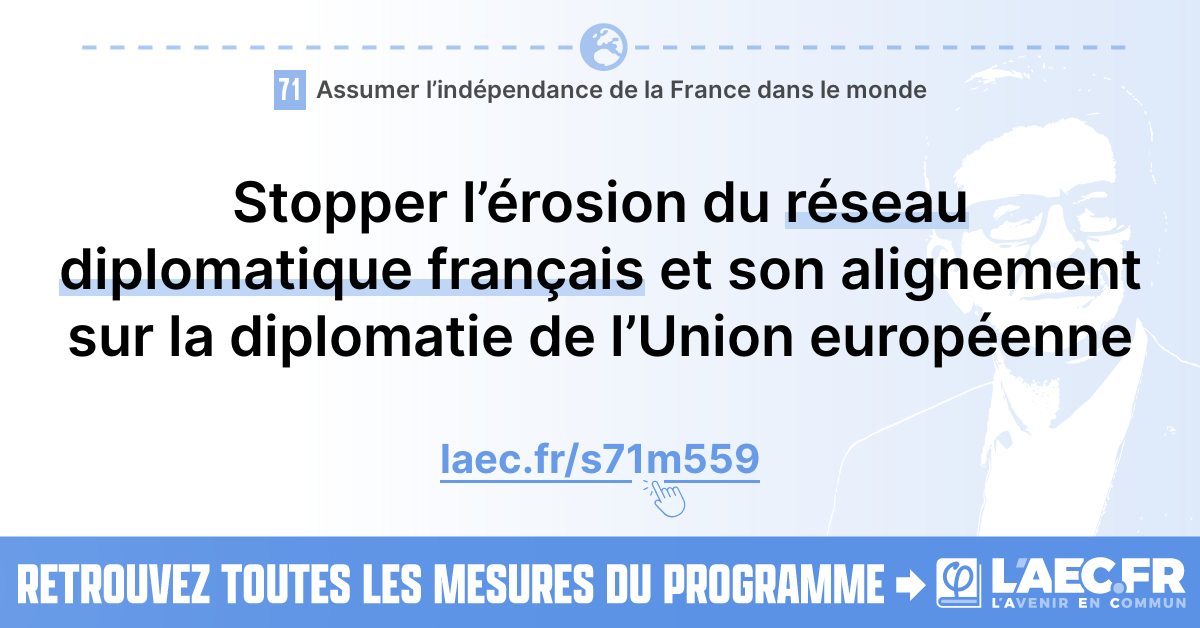 71 Assumer l’indépendance de la France dans le monde
Stopper l’érosion du réseau
diplomatique français et son alignement
sur la diplomatie de l’Union européenne
laec.fr/s71m559
RETROUVEZ TOUTES LES MESURES DU PROGRAMME
L'AEC.FR
L'AVENIR EN COMMUN